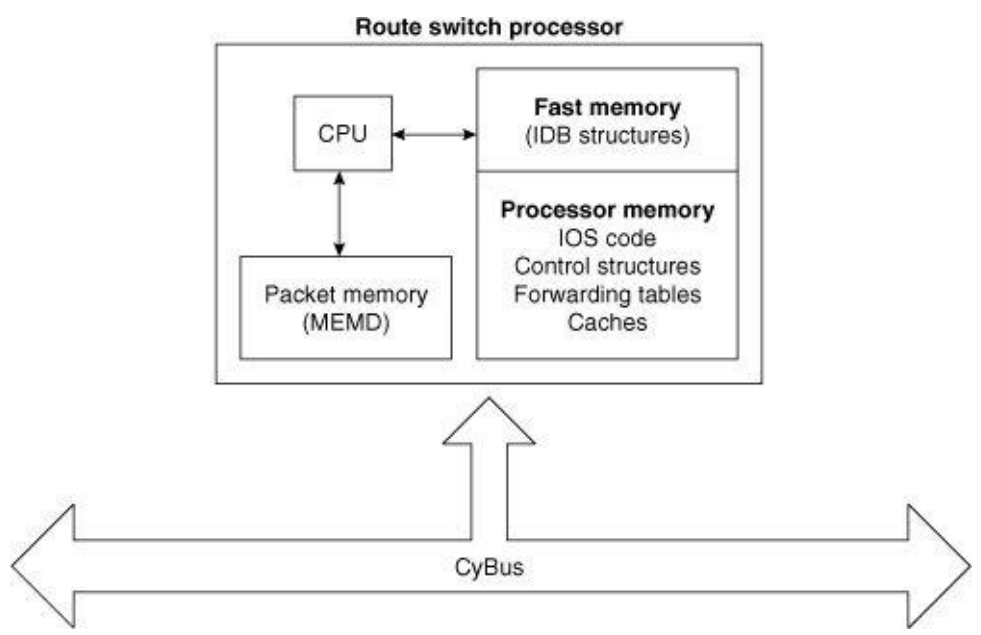 Route switch processor
CPU
Fast memory
(IDB structures)
Processor memory
IOS code
Control structures
Forwarding tables
Caches
Packet memory
(MEMD)
CyBus